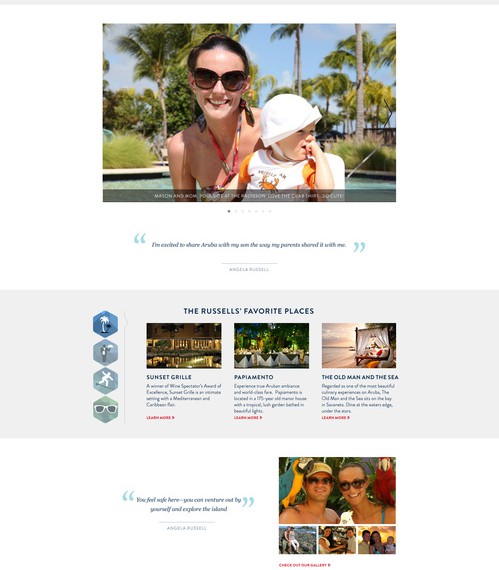 MASON AND MOM, POOLSIDE AT THE RADISSON. LOVE THE CRAB SHIRT...SO CUTE!
“ I'm excited to share Aruba with my son the way my parents shared it with me. ”
ANGELA RUSSELL
THE RUSSELLS' FAVORITE PLACES
SUNSET GRILLE
A winner of Wine Spectator's Award of
Excellence, Sunset Grille is an intimate
setting with a Mediterranean and
Caribbean flair.
LEARN MORE
PAPIAMENTO
Experience true Aruban ambiance
and world-class fare. Papiamento is
located in a 175-year old manor house
with a tropical, lush garden bathed in
beautiful lights.
LEARN MORE
THE OLD MAN AND THE SEA
Regarded as one of the most beautiful
culinary experiences on Aruba, The
Old Man and the Sea sits on the bay
in Savaneta. Dine at the waters edge,
under the stars.
LEARN MORE
“ You feel safe here—you can venture out by ”
yourself and explore the island
ANGELA RUSSELL
CHECK OUT OUR GALLERY